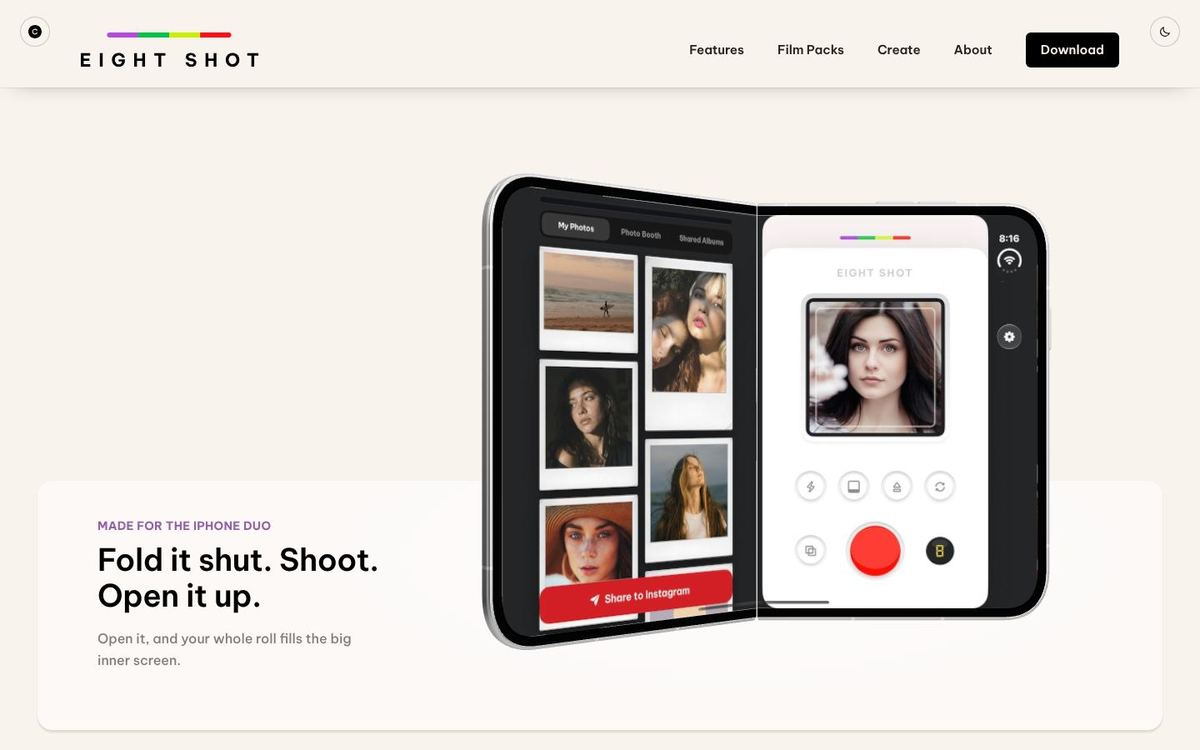 C
EIGHT SHOT
Features
Film Packs
Create
About
Download
My Photos
Photo Booth
Shared Albums
Share to Instagram
EIGHT SHOT
8:16
8
MADE FOR THE IPHONE DUO
Fold it shut. Shoot.
Open it up.
Open it, and your whole roll fills the big
inner screen.